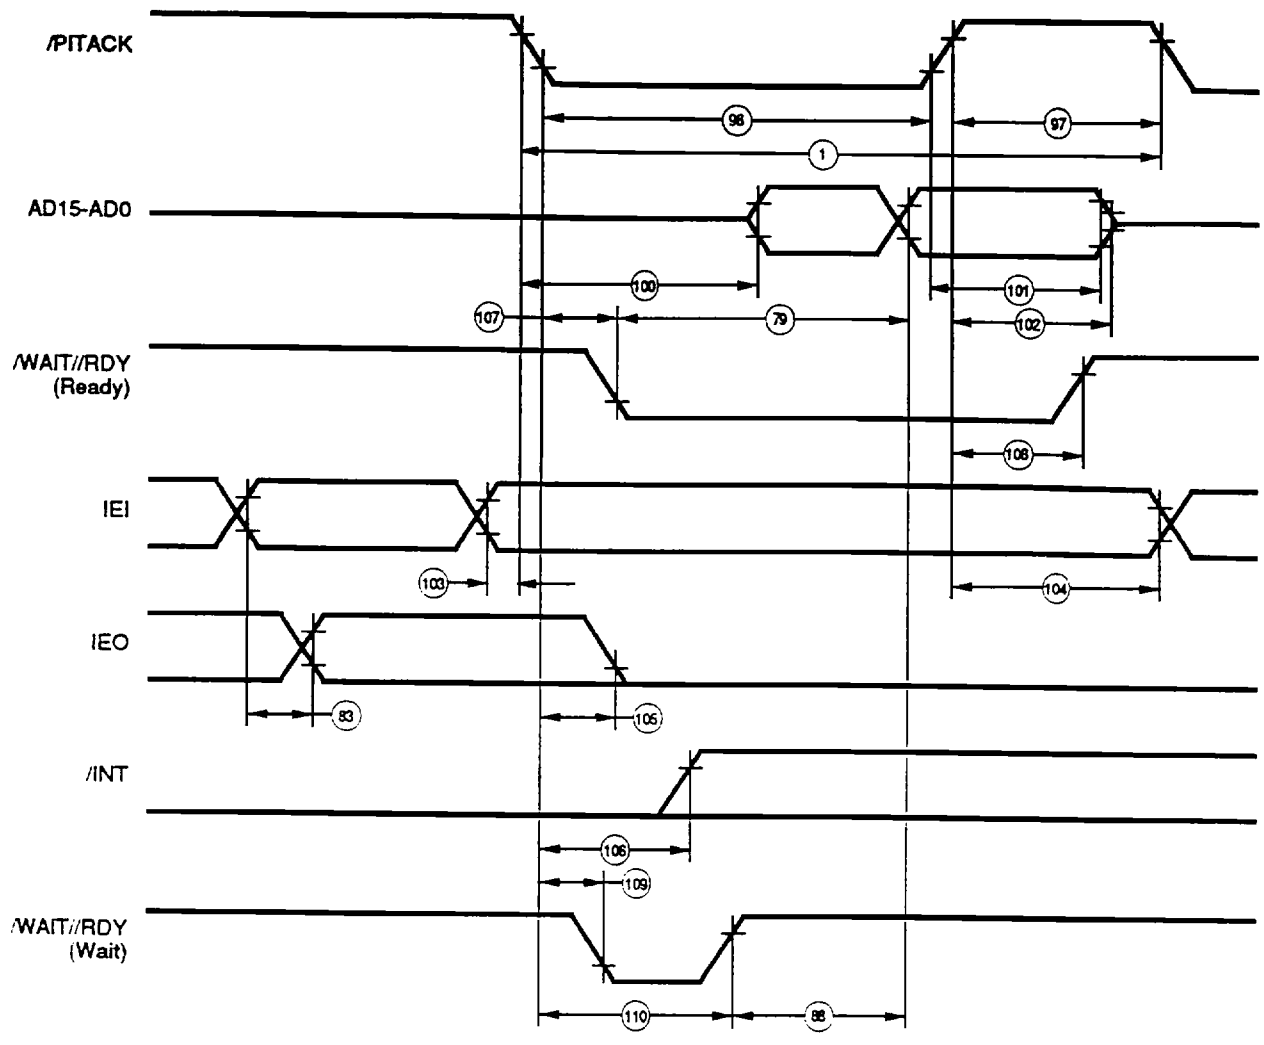 /PITACK
98
97
1
AD15-AD0
100
101
107
79
102
/WAIT//RDY
(Ready)
108
IEI
103
104
IEO
83
105
/INT
106
109
/WAIT//RDY
(Wait)
110
88